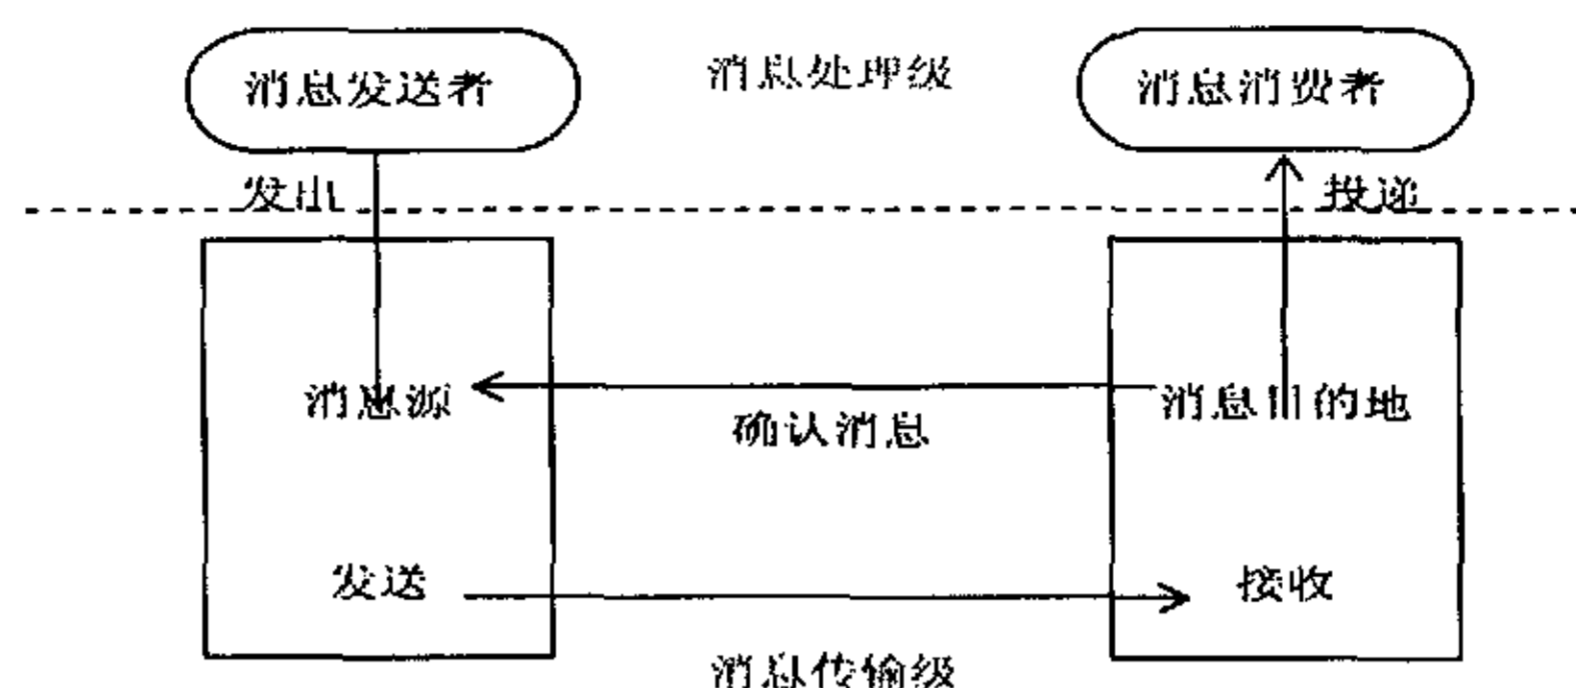 消息发送者
消息处理级
消息消费者
发出
投递
消息源
确认消息
消息目的地
发送
接收
消息传输级